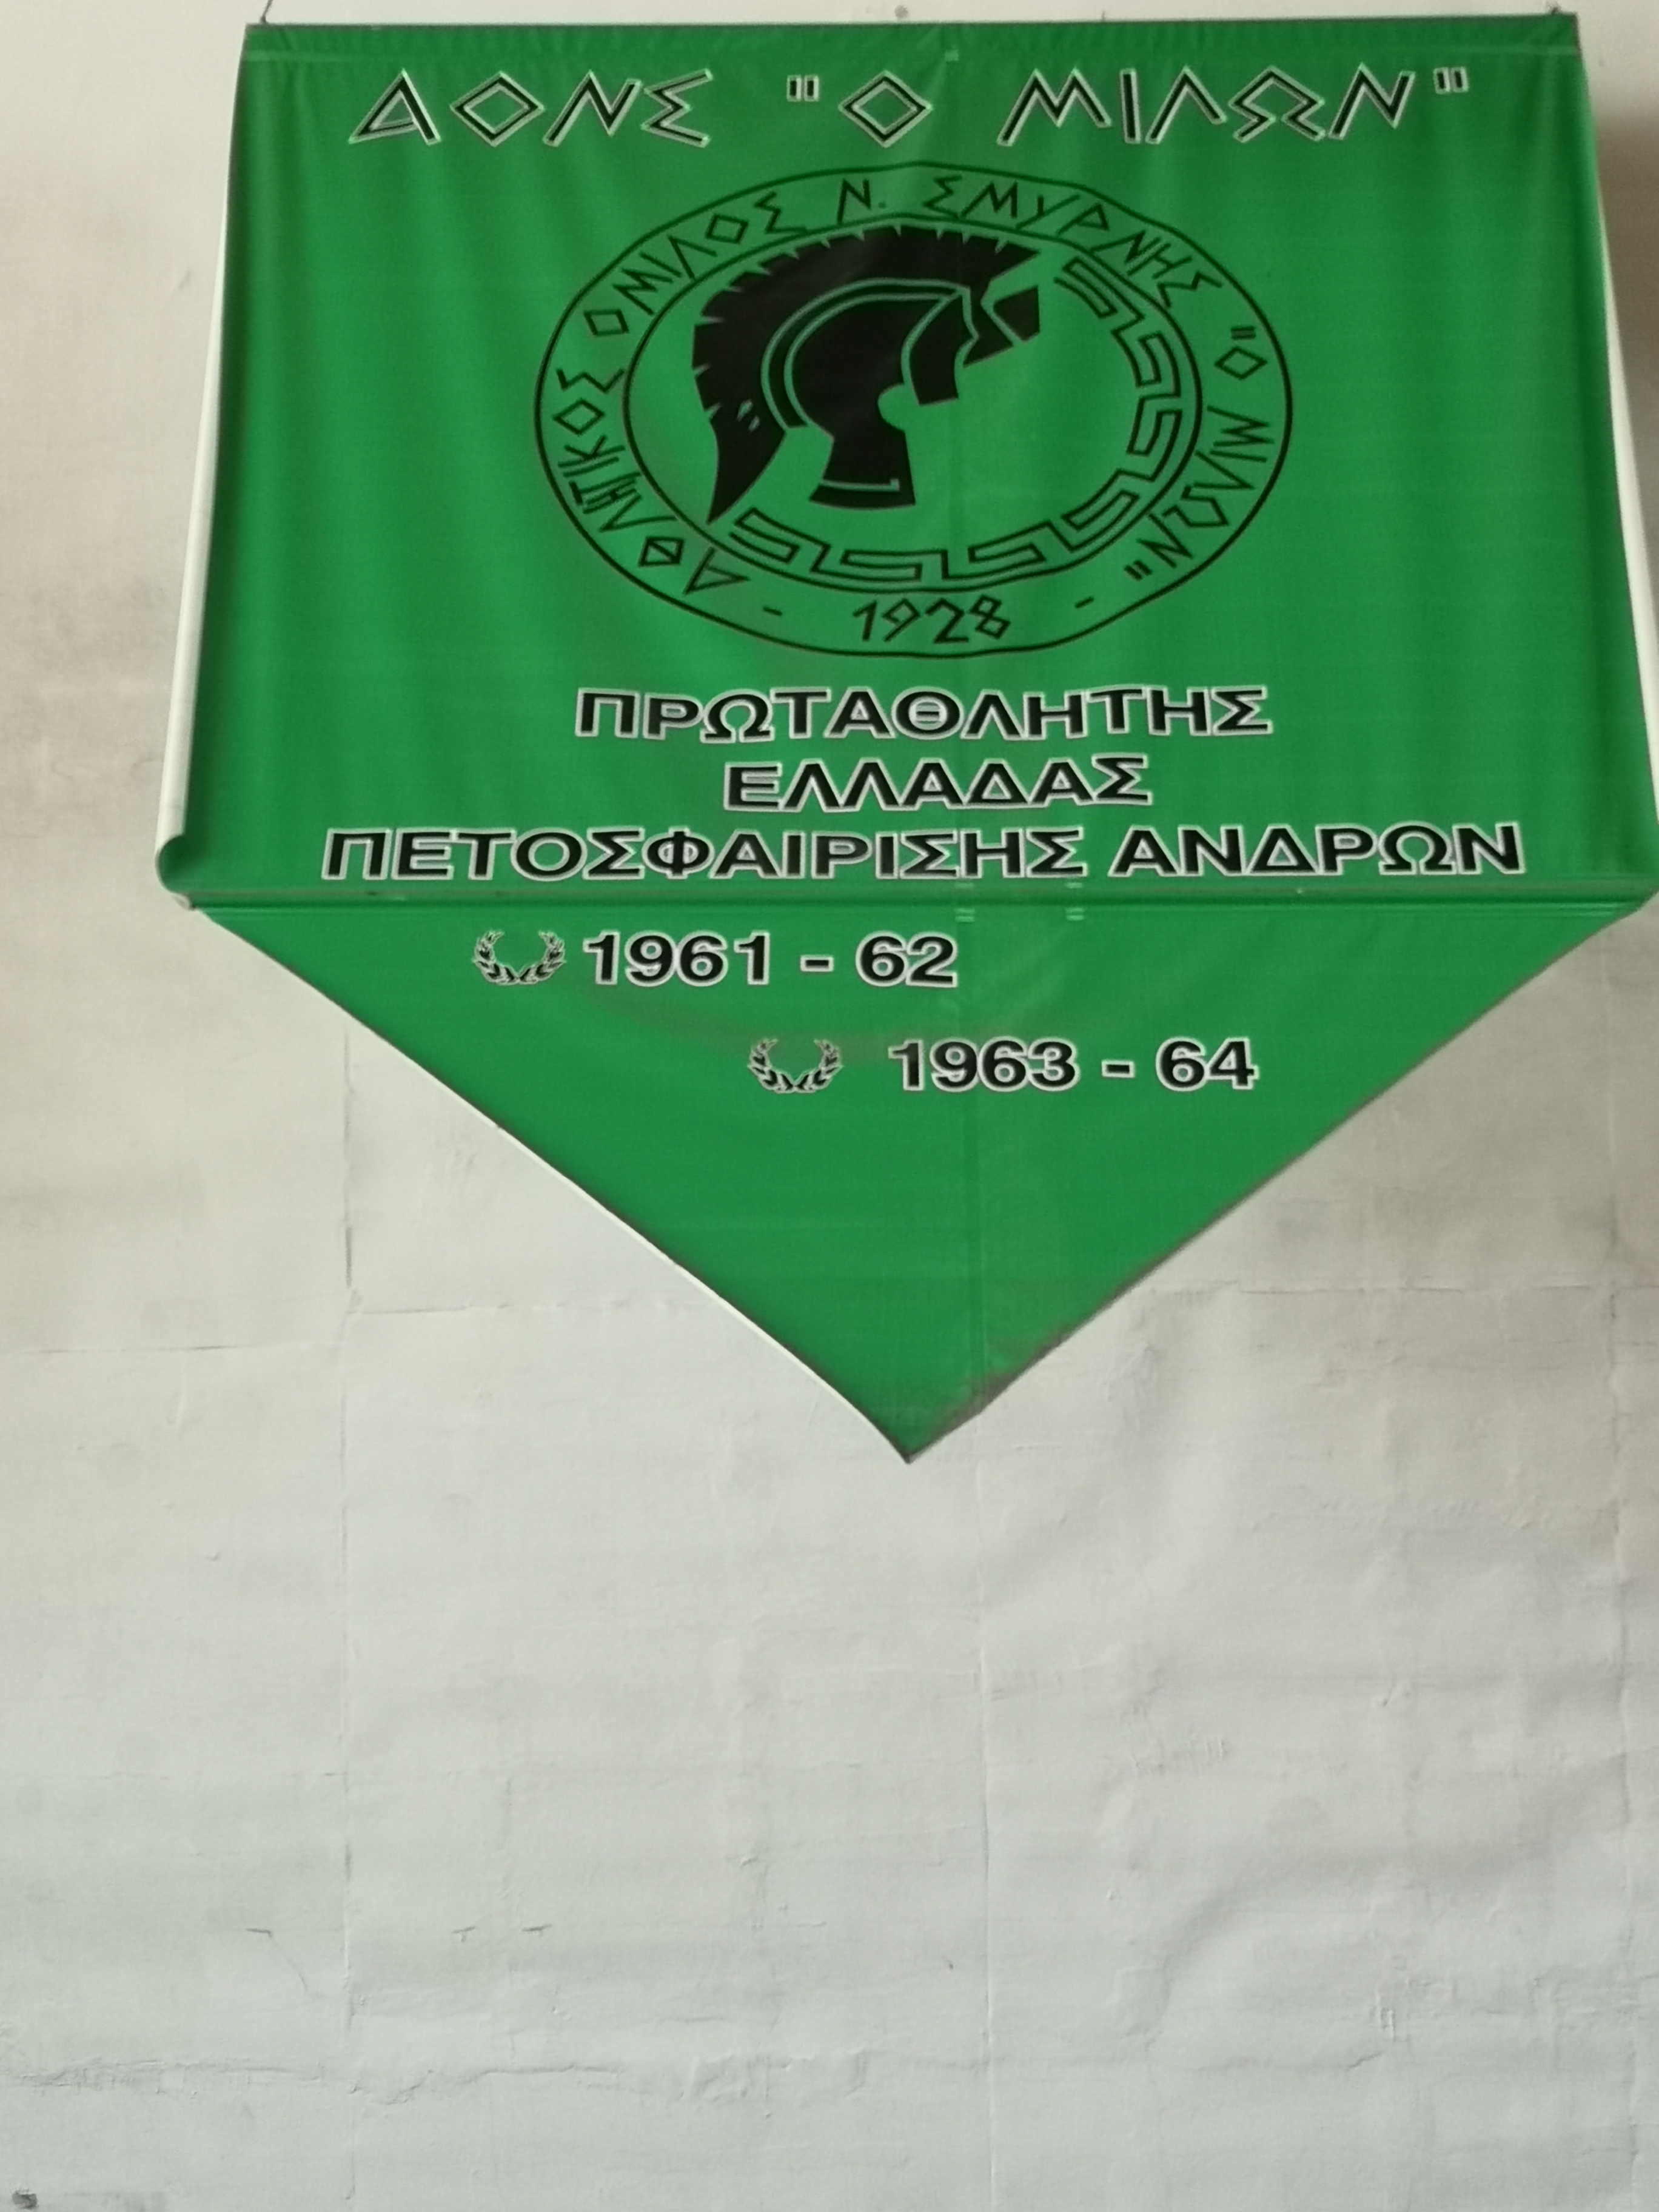 ΑΟΝΣ "Ο ΜΙΛΩΝ"
ΑΘΛΗΤΙΚΟΣ ΟΜΙΛΟΣ Ν. ΣΜΥΡΝΗΣ "Ο ΜΙΛΩΝ"
- 1928 -
ΠΡΩΤΑΘΛΗΤΗΣ
ΕΛΛΑΔΑΣ
ΠΕΤΟΣΦΑΙΡΙΣΗΣ ΑΝΔΡΩΝ
1961 - 62
1963 - 64